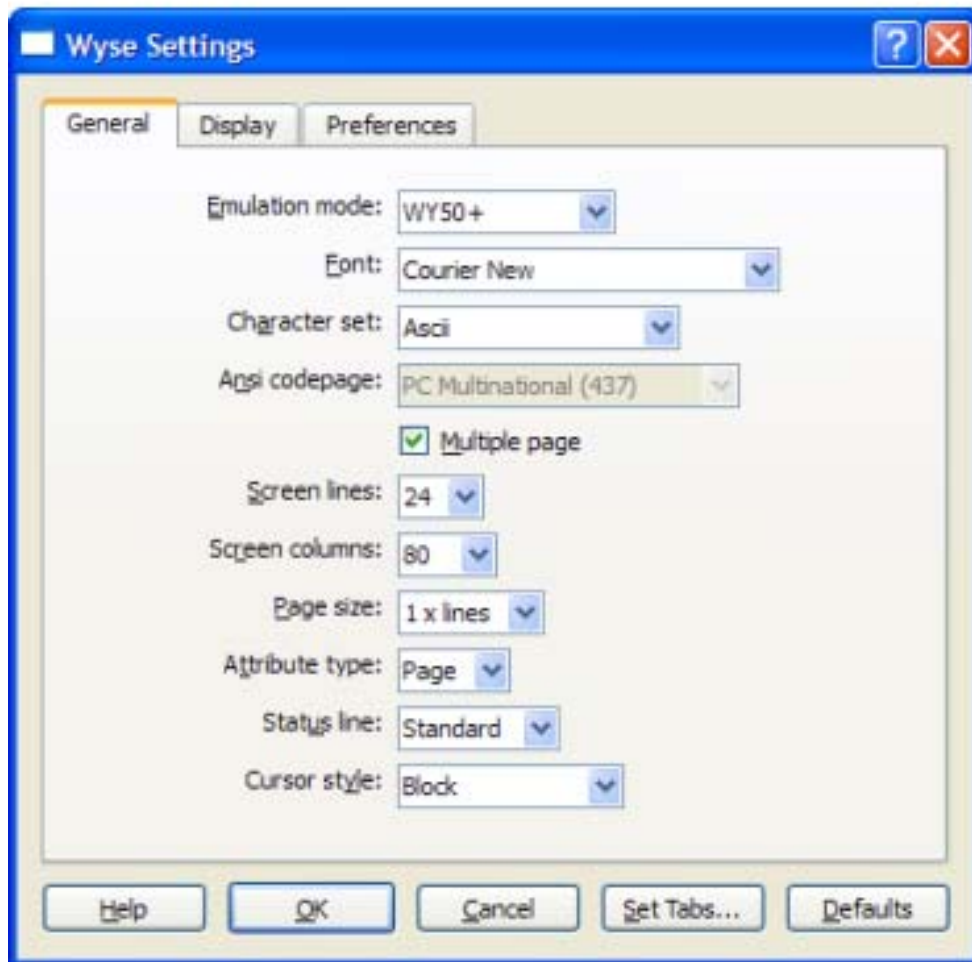 Wyse Settings
General Display Preferences
Emulation mode: WY50+
Font: Courier New
Character set: Ascii
Ansi codepage: PC Multinational (437)
Multiple page
Screen lines: 24
Screen columns: 80
Page size: 1 x lines
Attribute type: Page
Status line: Standard
Cursor style: Block
Help OK Cancel Set Tabs... Defaults